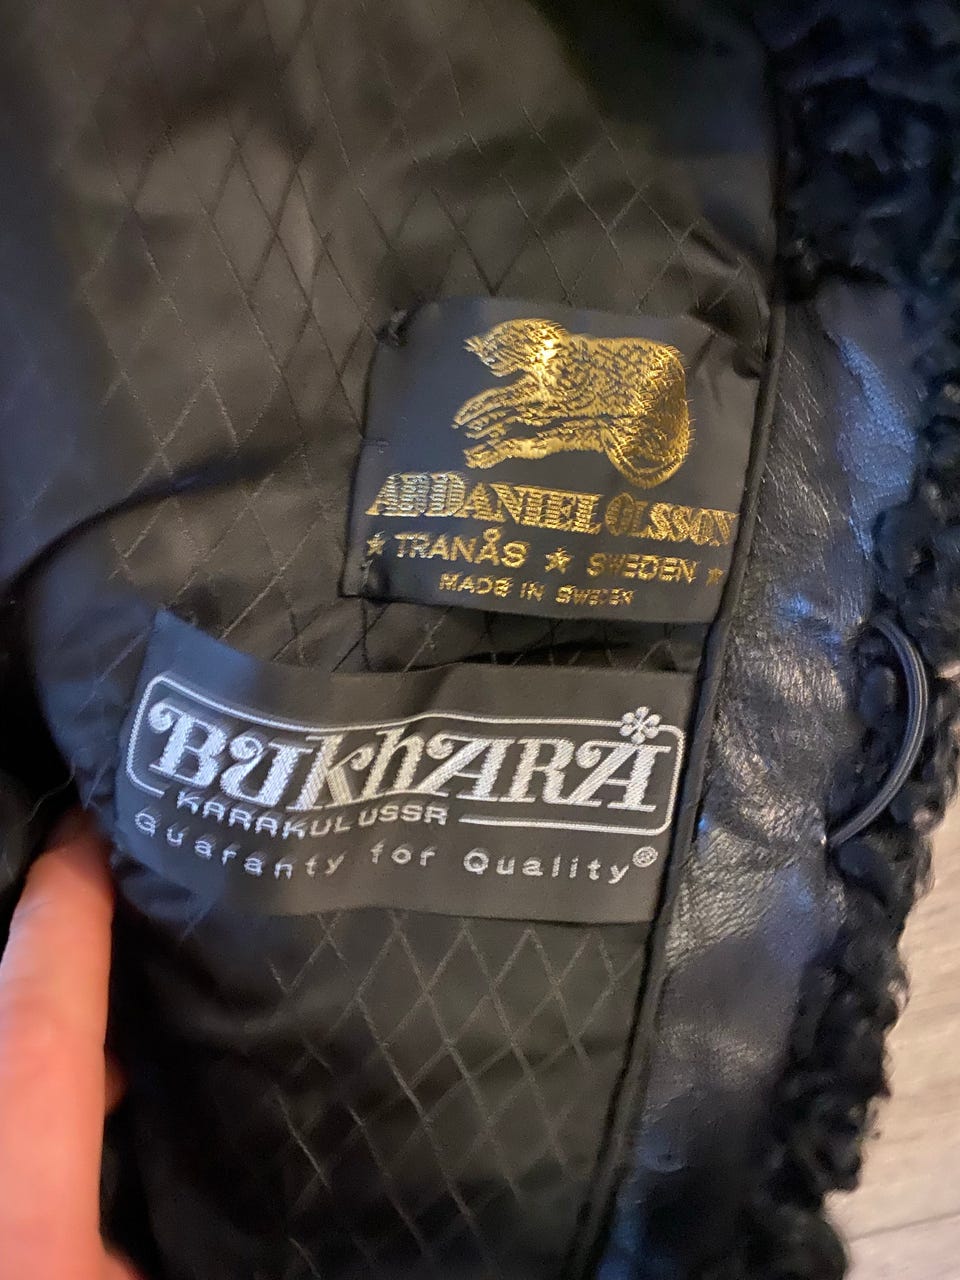 AB DANIEL OLSSON
★ TRANÅS ★ SWEDEN ★
MADE IN SWEDEN
BUKhARA
KARAKUL USSR
Guaranty for Quality®